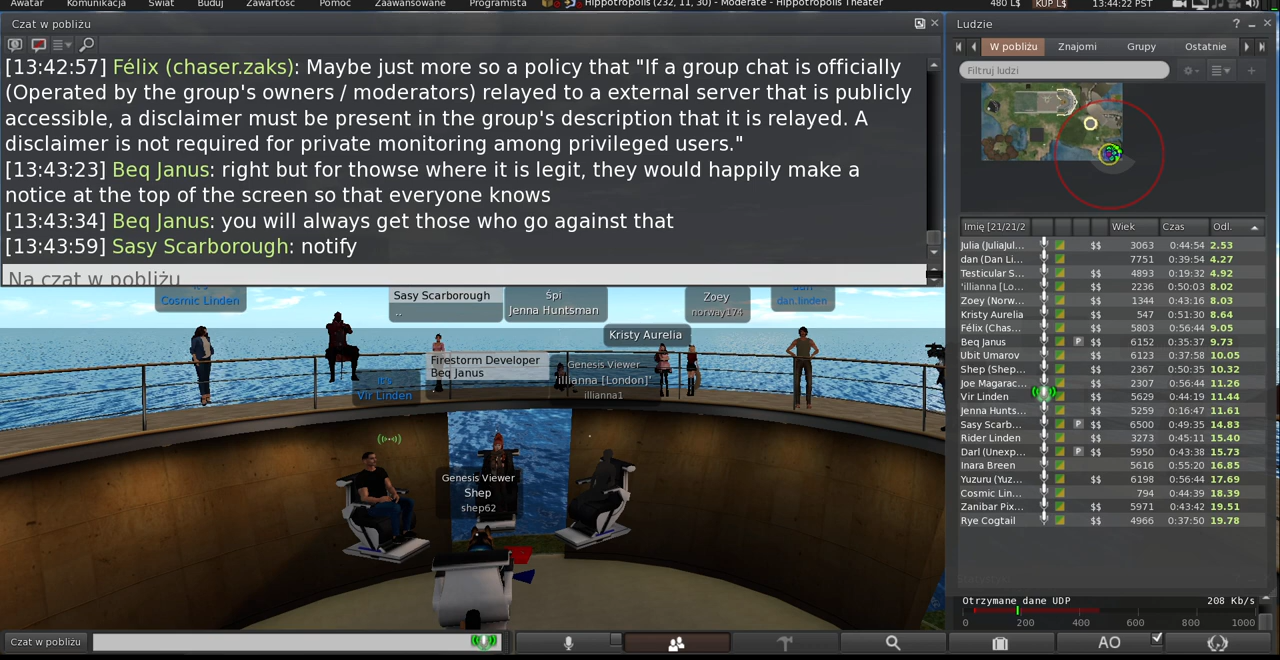 Awatar Komunikacja Świat Buduj Zawartość Pomoc Zaawansowane Programista Hippotropolis (232, 11, 30) - Moderate - Hippotropolis Theater 480 L$ KUP L$ 13:44:22 PST
Czat w pobliżu
[13:42:57] Félix (chaser.zaks): Maybe just more so a policy that "If a group chat is officially
(Operated by the group's owners / moderators) relayed to a external server that is publicly
accessible, a disclaimer must be present in the group's description that it is relayed. A
disclaimer is not required for private monitoring among privileged users."
[13:43:23] Beq Janus: right but for thowse where it is legit, they would happily make a
notice at the top of the screen so that everyone knows
[13:43:34] Beq Janus: you will always get those who go against that
[13:43:59] Sasy Scarborough: notify
Na czat w pobliżu
Cosmic Linden
Sasy Scarborough
..
Śpi
Jenna Huntsman
Zoey
norway174
dan.linden
Kristy Aurelia
Firestorm Developer
Beq Janus
Genesis Viewer
'illianna [London]'
illianna1
Vir Linden
Genesis Viewer
Shep
shep62
Czat w pobliżu
Ludzie
W pobliżu Znajomi Grupy Ostatnie
Filtruj ludzi
Imię [21/21/2 Wiek Czas Odl.
Julia (JuliaJul... $$ 3063 0:44:54 2.53
dan (Dan Li... 7751 0:39:54 4.27
Testicular S... $$ 4893 0:19:32 4.92
'illianna [Lo... $$ 2236 0:50:03 8.02
Zoey (Norw... $$ 1344 0:43:16 8.03
Kristy Aurelia 547 0:51:30 8.64
Félix (Chas... $$ 5803 0:56:44 9.05
Beq Janus P $$ 6152 0:35:37 9.73
Ubit Umarov $$ 6123 0:37:58 10.05
Shep (Shep... $$ 2367 0:50:35 10.32
Joe Magarac... $$ 2307 0:56:44 11.26
Vir Linden $$ 5629 0:44:19 11.44
Jenna Hunts... $$ 5259 0:16:47 11.61
Sasy Scarb... P $$ 6500 0:49:35 14.83
Rider Linden $$ 3273 0:45:11 15.40
Darl (Unexp... P $$ 5950 0:43:38 15.73
Inara Breen 5616 0:55:20 16.85
Yuzuru (Yuz... $$ 6198 0:56:44 17.69
Cosmic Lin... 794 0:44:39 18.39
Zanibar Pix... $$ 5971 0:43:42 19.51
Rye Cogtail $$ 4966 0:37:50 19.78
Otrzymane dane UDP 208 Kb/s
0 200 400 600 800 1000
AO